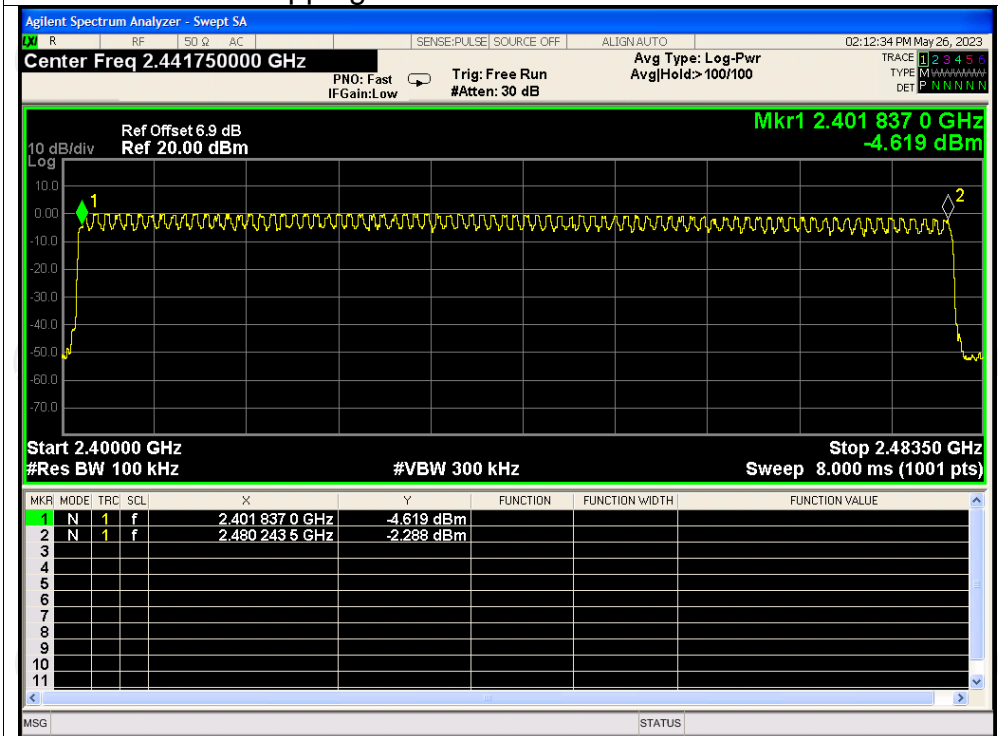 Agilent Spectrum Analyzer - Swept SA
LXI R RF 50 Ω AC SENSE:PULSE SOURCE OFF ALIGN AUTO 02:12:34 PM May 26, 2023
Center Freq 2.441750000 GHz
PNO: Fast
IFGain:Low
Trig: Free Run
#Atten: 30 dB
Avg Type: Log-Pwr
Avg|Hold:>100/100
TRACE 1 2 3 4 5 6
TYPE M
DET P N N N N N
Mkr1 2.401 837 0 GHz
-4.619 dBm
Ref Offset 6.9 dB
10 dB/div Ref 20.00 dBm
Log
10.0
0.00
-10.0
-20.0
-30.0
-40.0
-50.0
-60.0
-70.0
1
2
Start 2.40000 GHz Stop 2.48350 GHz
#Res BW 100 kHz #VBW 300 kHz Sweep 8.000 ms (1001 pts)
MKR MODE TRC SCL X Y FUNCTION FUNCTION WIDTH FUNCTION VALUE
1 N 1 f 2.401 837 0 GHz -4.619 dBm
2 N 1 f 2.480 243 5 GHz -2.288 dBm
3
4
5
6
7
8
9
10
11
MSG STATUS